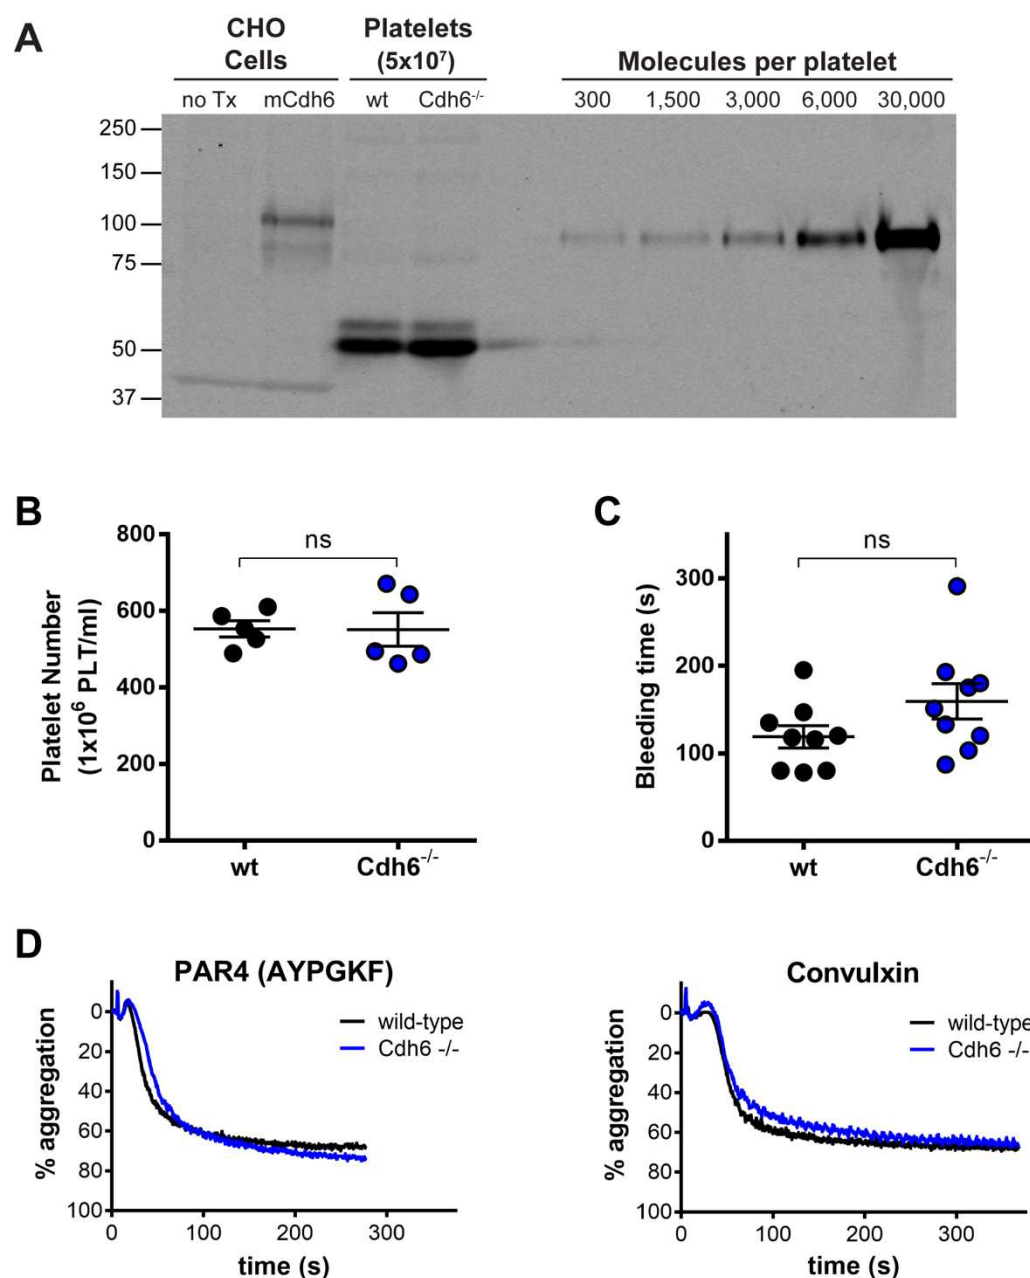 A
CHO
Cells
Platelets
(5x10⁷)
Molecules per platelet
no Tx mCdh6 wt Cdh6⁻/⁻ 300 1,500 3,000 6,000 30,000
250
150
100
75
50
37
B
ns
Platelet Number
(1x10⁶ PLT/ml)
800
600
400
200
0
wt Cdh6⁻/⁻
C
ns
Bleeding time (s)
300
200
100
0
wt Cdh6⁻/⁻
D
PAR4 (AYPGKF)
wild-type
Cdh6 -/-
% aggregation
0
20
40
60
80
100
0 100 200 300
time (s)
Convulxin
wild-type
Cdh6 -/-
% aggregation
0
20
40
60
80
100
0 100 200 300
time (s)